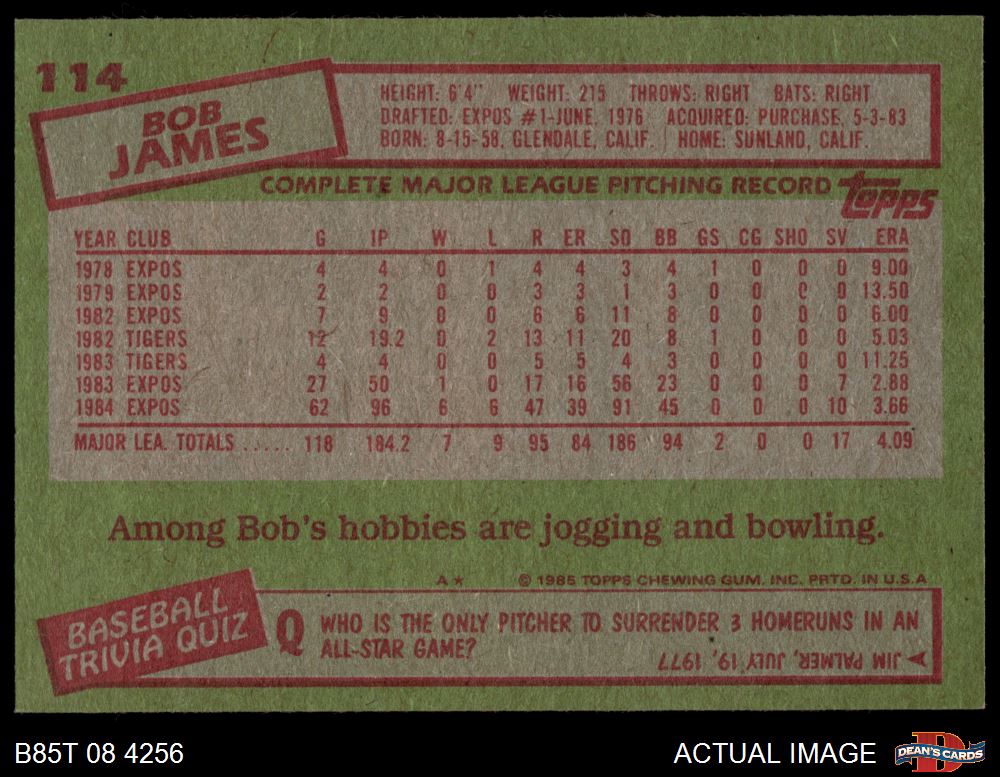 114
BOB
JAMES
HEIGHT: 6'4" WEIGHT: 215 THROWS: RIGHT BATS: RIGHT
DRAFTED: EXPOS #1-JUNE, 1976 ACQUIRED: PURCHASE, 5-3-83
BORN: 8-15-58, GLENDALE, CALIF. HOME: SUNLAND, CALIF.
COMPLETE MAJOR LEAGUE PITCHING RECORD topps
YEAR CLUB G IP W L R ER SO BB GS CG SHO SV ERA
1978 EXPOS 4 4 0 1 4 4 3 4 1 0 0 0 9.00
1979 EXPOS 2 2 0 0 3 3 1 3 0 0 0 0 13.50
1982 EXPOS 7 9 0 0 6 6 11 8 0 0 0 0 6.00
1982 TIGERS 12 19.2 0 2 13 11 20 8 1 0 0 0 5.03
1983 TIGERS 4 4 0 0 5 5 4 3 0 0 0 0 11.25
1983 EXPOS 27 50 1 0 17 16 56 23 0 0 0 7 2.88
1984 EXPOS 62 96 6 6 47 39 91 45 0 0 0 10 3.66
MAJOR LEA. TOTALS ..... 118 184.2 7 9 95 84 186 94 2 0 0 17 4.09
Among Bob's hobbies are jogging and bowling.
A* © 1985 TOPPS CHEWING GUM, INC. PRTD. IN U.S.A
BASEBALL
TRIVIA QUIZ
Q WHO IS THE ONLY PITCHER TO SURRENDER 3 HOMERUNS IN AN
ALL-STAR GAME?
JIM PALMER, JULY 19, 1977
B85T 08 4256
ACTUAL IMAGE
DEAN'S CARDS